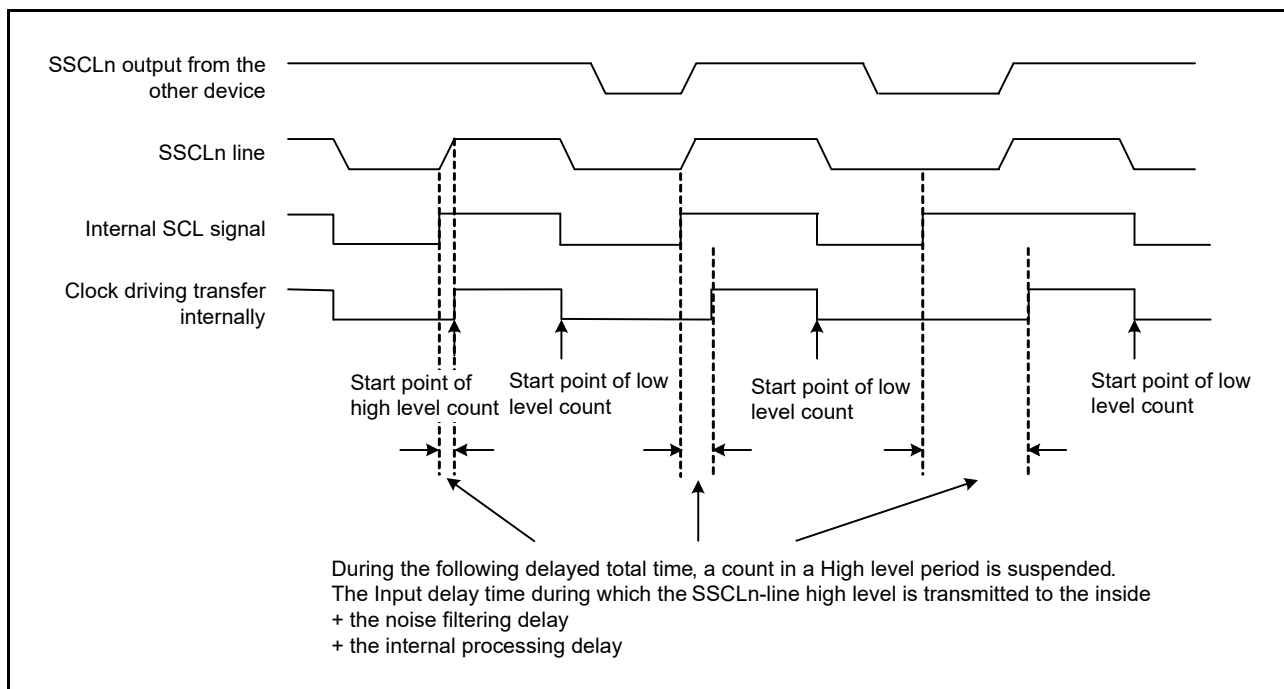 SSCLn output from the
other device
SSCLn line
Internal SCL signal
Clock driving transfer
internally
Start point of
high level count
Start point of low
level count
Start point of low
level count
Start point of low
level count
During the following delayed total time, a count in a High level period is suspended.
The Input delay time during which the SSCLn-line high level is transmitted to the inside
+ the noise filtering delay
+ the internal processing delay